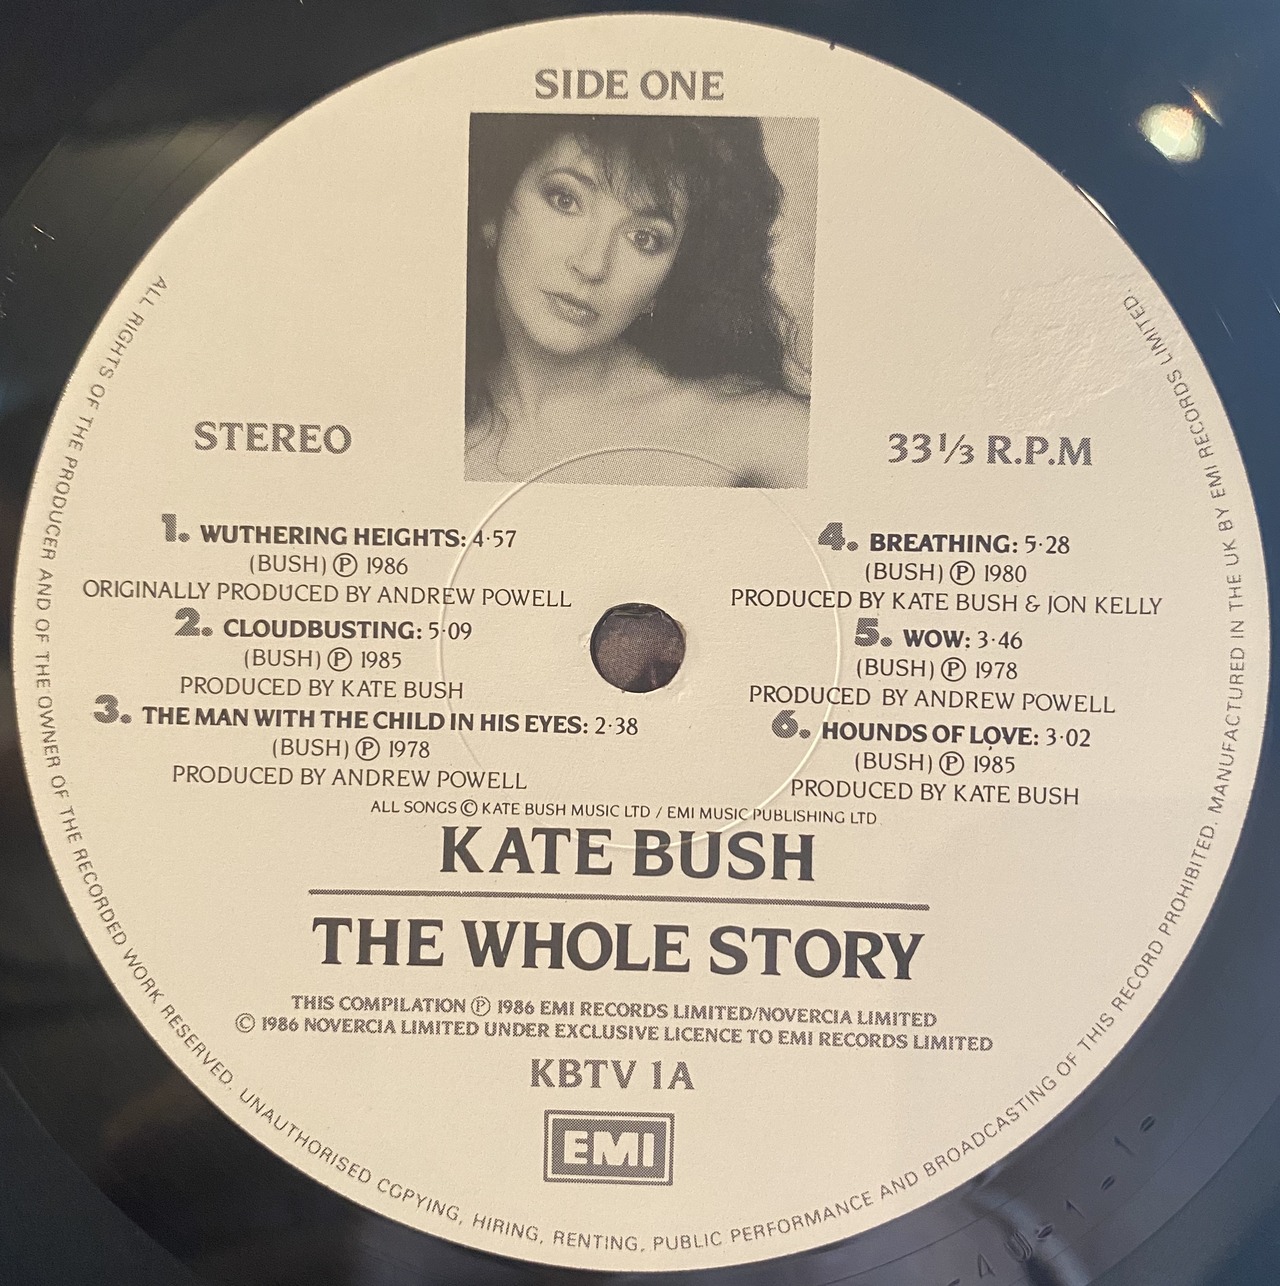 SIDE ONE
STEREO
33 1/3 R.P.M
1. WUTHERING HEIGHTS: 4·57
(BUSH) Ⓟ 1986
ORIGINALLY PRODUCED BY ANDREW POWELL
2. CLOUDBUSTING: 5·09
(BUSH) Ⓟ 1985
PRODUCED BY KATE BUSH
3. THE MAN WITH THE CHILD IN HIS EYES: 2·38
(BUSH) Ⓟ 1978
PRODUCED BY ANDREW POWELL
4. BREATHING: 5·28
(BUSH) Ⓟ 1980
PRODUCED BY KATE BUSH & JON KELLY
5. WOW: 3·46
(BUSH) Ⓟ 1978
PRODUCED BY ANDREW POWELL
6. HOUNDS OF LOVE: 3·02
(BUSH) Ⓟ 1985
PRODUCED BY KATE BUSH
ALL SONGS © KATE BUSH MUSIC LTD / EMI MUSIC PUBLISHING LTD
KATE BUSH
THE WHOLE STORY
THIS COMPILATION Ⓟ 1986 EMI RECORDS LIMITED/NOVERCIA LIMITED
© 1986 NOVERCIA LIMITED UNDER EXCLUSIVE LICENCE TO EMI RECORDS LIMITED
KBTV 1A
EMI
ALL RIGHTS OF THE PRODUCER AND OF THE OWNER OF THE RECORDED WORK RESERVED. UNAUTHORISED COPYING, HIRING, RENTING, PUBLIC PERFORMANCE AND BROADCASTING OF THIS RECORD PROHIBITED. MANUFACTURED IN THE UK BY EMI RECORDS LIMITED.